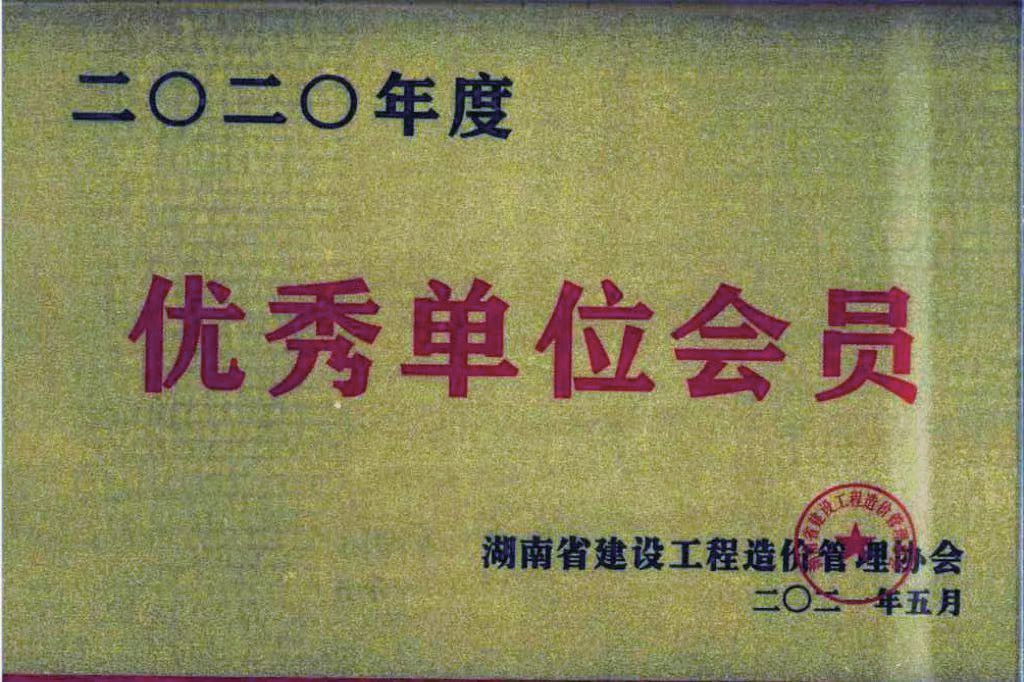 二〇二〇年度
优秀单位会员
湖南省建设工程造价管理协会
二〇二一年五月